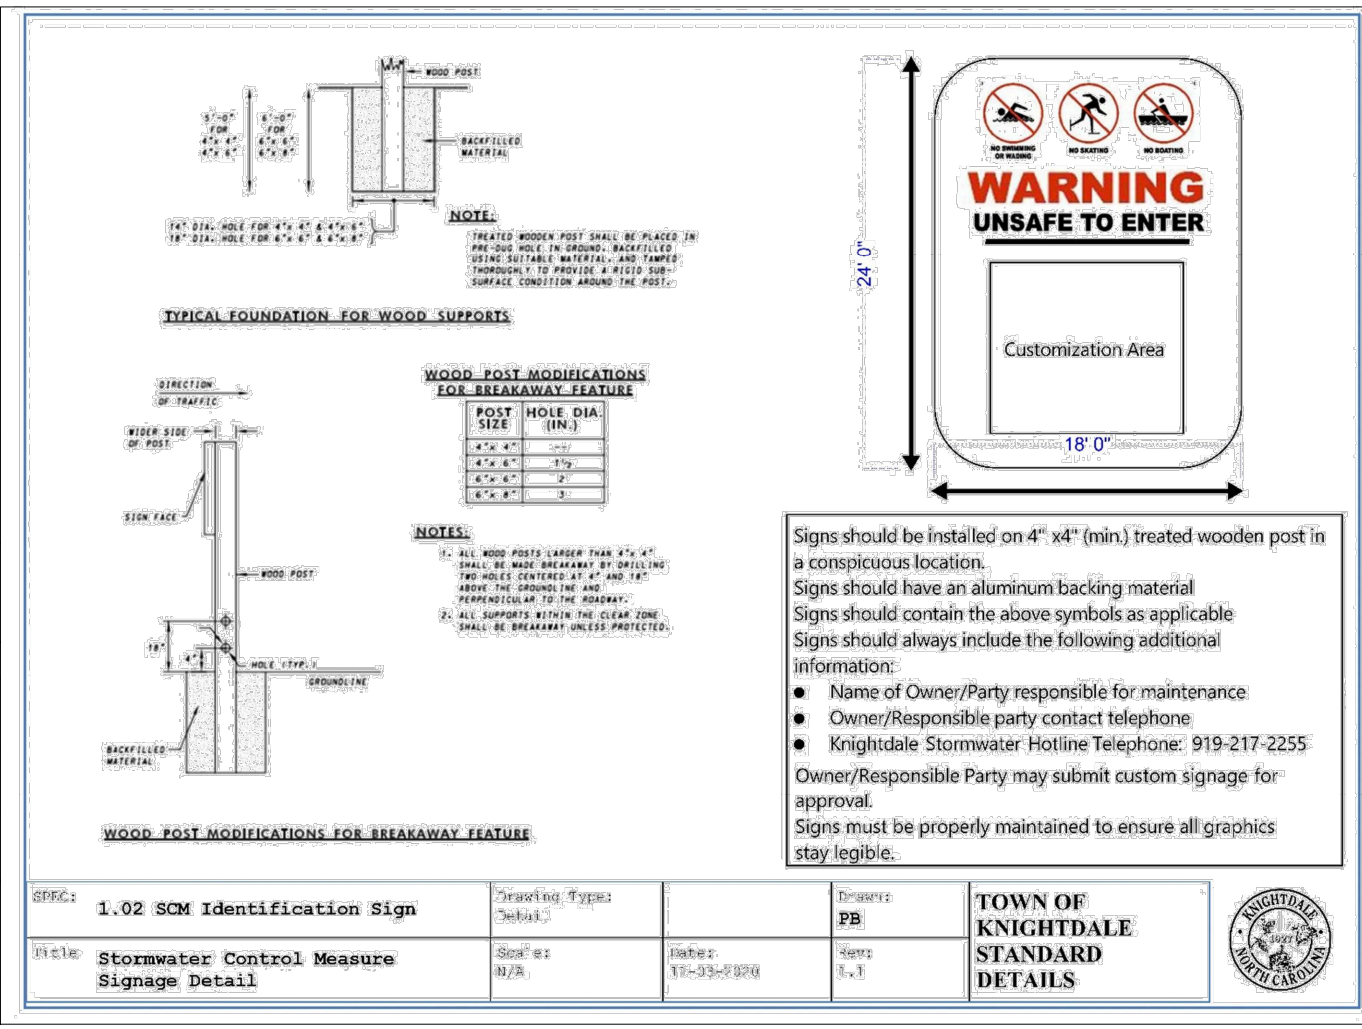 WOOD POST
5'-0"
FOR
4"x 4"
4"x 6"
6'-0"
FOR
6"x 6"
6"x 8"
BACKFILLED
MATERIAL
14" DIA. HOLE FOR 4"x 4" & 4"x 6"
18" DIA. HOLE FOR 6"x 6" & 6"x 8"
NOTE:
TREATED WOODEN POST SHALL BE PLACED IN
PRE-DUG HOLE IN GROUND, BACKFILLED
USING SUITABLE MATERIAL, AND TAMPED
THOROUGHLY TO PROVIDE A RIGID SUB-
SURFACE CONDITION AROUND THE POST.
TYPICAL FOUNDATION FOR WOOD SUPPORTS
DIRECTION
OF TRAFFIC
WIDER SIDE
OF POST
SIGN FACE
WOOD POST
18"
4"
HOLE (TYP.)
GROUNDLINE
BACKFILLED
MATERIAL
WOOD POST MODIFICATIONS FOR BREAKAWAY FEATURE
WOOD POST MODIFICATIONS
FOR BREAKAWAY FEATURE
POST SIZE HOLE DIA. (IN.)
4"x 4"
4"x 6" 1½
6"x 6" 2
6"x 8" 3
NOTES:
1. ALL WOOD POSTS LARGER THAN 4"x 4"
SHALL BE MADE BREAKAWAY BY DRILLING
TWO HOLES CENTERED AT 4" AND 18"
ABOVE THE GROUNDLINE AND
PERPENDICULAR TO THE ROADWAY.
2. ALL SUPPORTS WITHIN THE CLEAR ZONE
SHALL BE BREAKAWAY UNLESS PROTECTED.
24' 0"
NO SWIMMING
OR WADING
NO SKATING
NO BOATING
WARNING
UNSAFE TO ENTER
Customization Area
18' 0"
Signs should be installed on 4" x4" (min.) treated wooden post in
a conspicuous location.
Signs should have an aluminum backing material
Signs should contain the above symbols as applicable
Signs should always include the following additional
information:
● Name of Owner/Party responsible for maintenance
● Owner/Responsible party contact telephone
● Knightdale Stormwater Hotline Telephone: 919-217-2255
Owner/Responsible Party may submit custom signage for
approval.
Signs must be properly maintained to ensure all graphics
stay legible.
SPEC:
1.02 SCM Identification Sign
Drawing Type:
Detail
Drawn:
PB
Title
Stormwater Control Measure
Signage Detail
Scale:
N/A
Date:
Rev:
1.1
TOWN OF
KNIGHTDALE
STANDARD
DETAILS
KNIGHTDALE
1927
NORTH CAROLINA